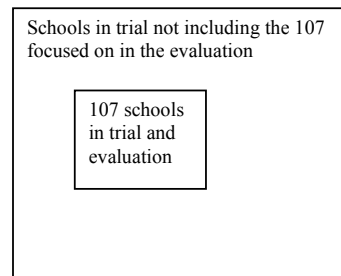 Schools in trial not including the 107
focused on in the evaluation
107 schools
in trial and
evaluation